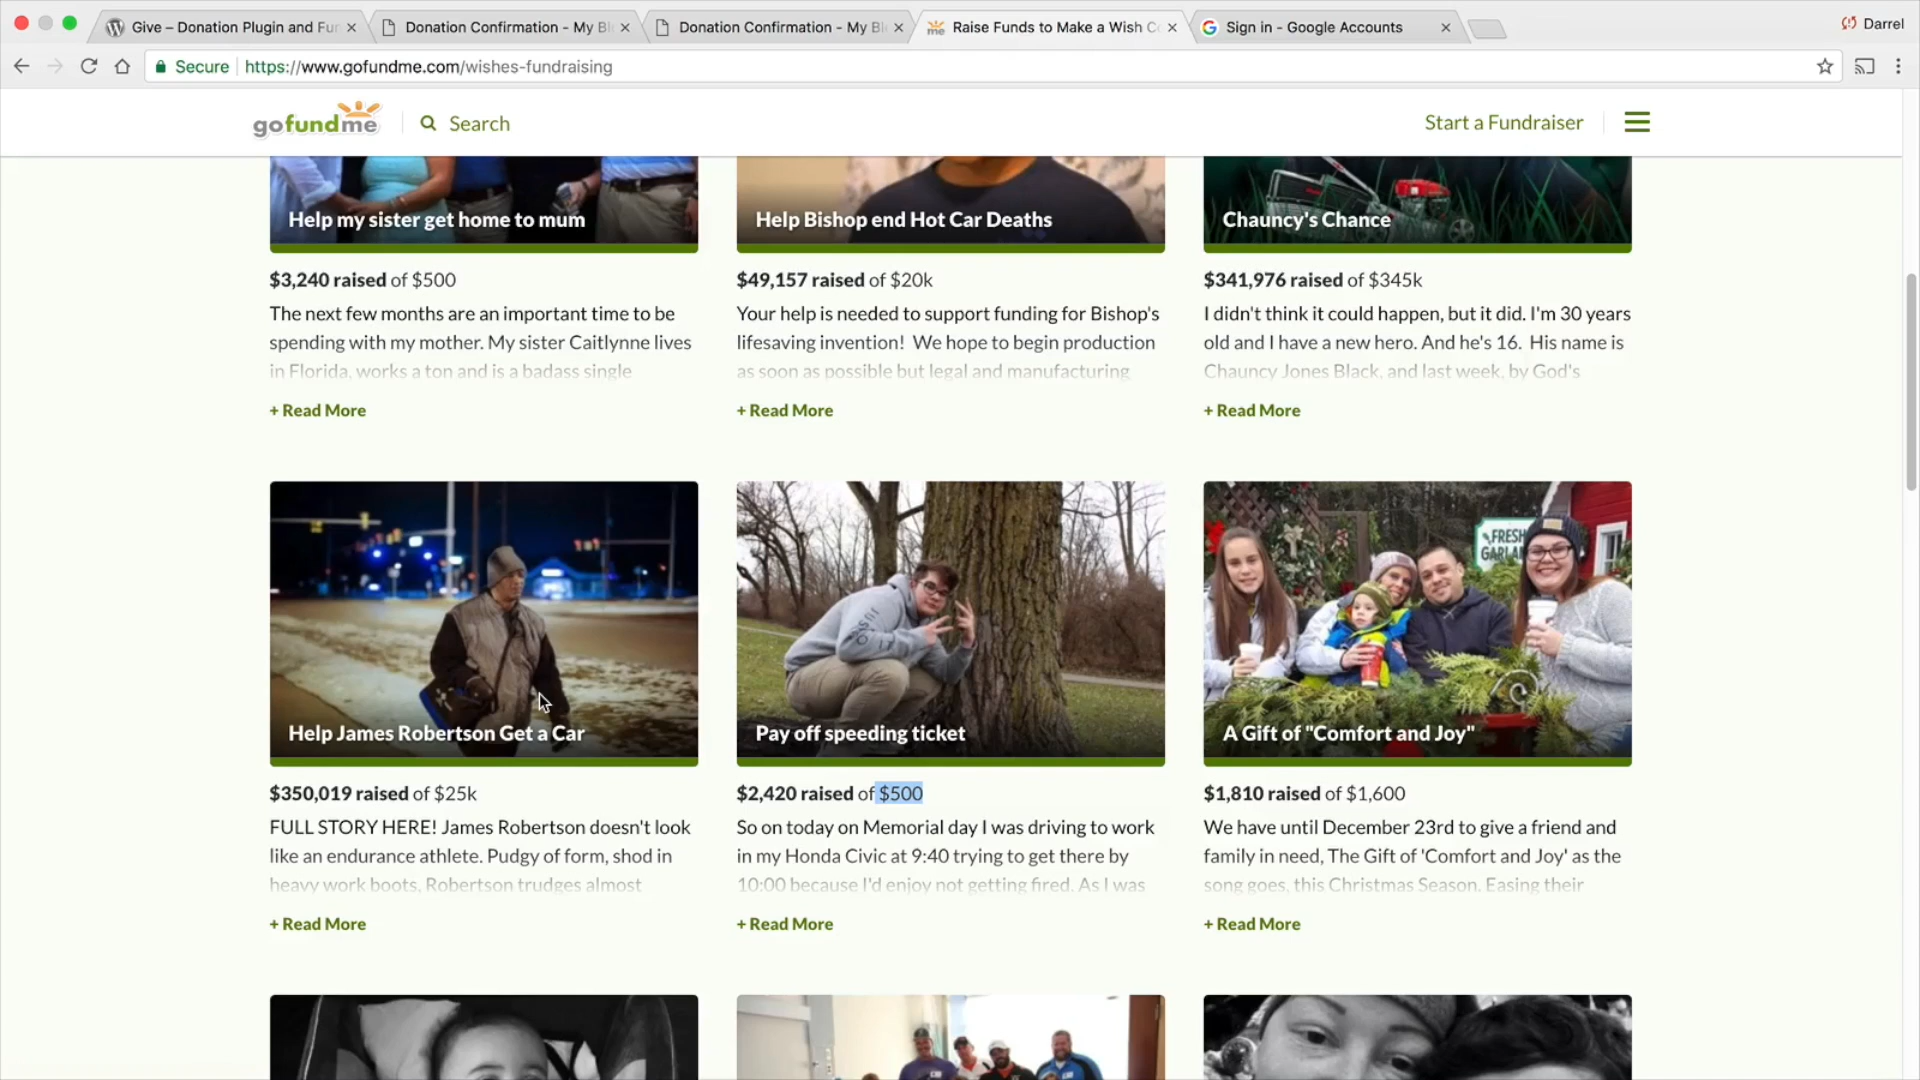 Give – Donation Plugin and Fun
Donation Confirmation - My Bl
Donation Confirmation - My Bl
Raise Funds to Make a Wish Co
Sign in - Google Accounts
Darrel
Secure
https://www.gofundme.com/wishes-fundraising
gofundme
Search
Start a Fundraiser
Help my sister get home to mum
Help Bishop end Hot Car Deaths
Chauncy's Chance
$3,240 raised of $500
$49,157 raised of $20k
$341,976 raised of $345k
The next few months are an important time to be
spending with my mother. My sister Caitlynne lives
in Florida, works a ton and is a badass single
Your help is needed to support funding for Bishop's
lifesaving invention! We hope to begin production
as soon as possible but legal and manufacturing
I didn't think it could happen, but it did. I'm 30 years
old and I have a new hero. And he's 16. His name is
Chauncy Jones Black, and last week, by God's
+ Read More
+ Read More
+ Read More
FRESH
GARLAN
Help James Robertson Get a Car
Pay off speeding ticket
A Gift of "Comfort and Joy"
$350,019 raised of $25k
$2,420 raised of $500
$1,810 raised of $1,600
FULL STORY HERE! James Robertson doesn't look
like an endurance athlete. Pudgy of form, shod in
heavy work boots, Robertson trudges almost
So on today on Memorial day I was driving to work
in my Honda Civic at 9:40 trying to get there by
10:00 because I'd enjoy not getting fired. As I was
We have until December 23rd to give a friend and
family in need, The Gift of 'Comfort and Joy' as the
song goes, this Christmas Season. Easing their
+ Read More
+ Read More
+ Read More